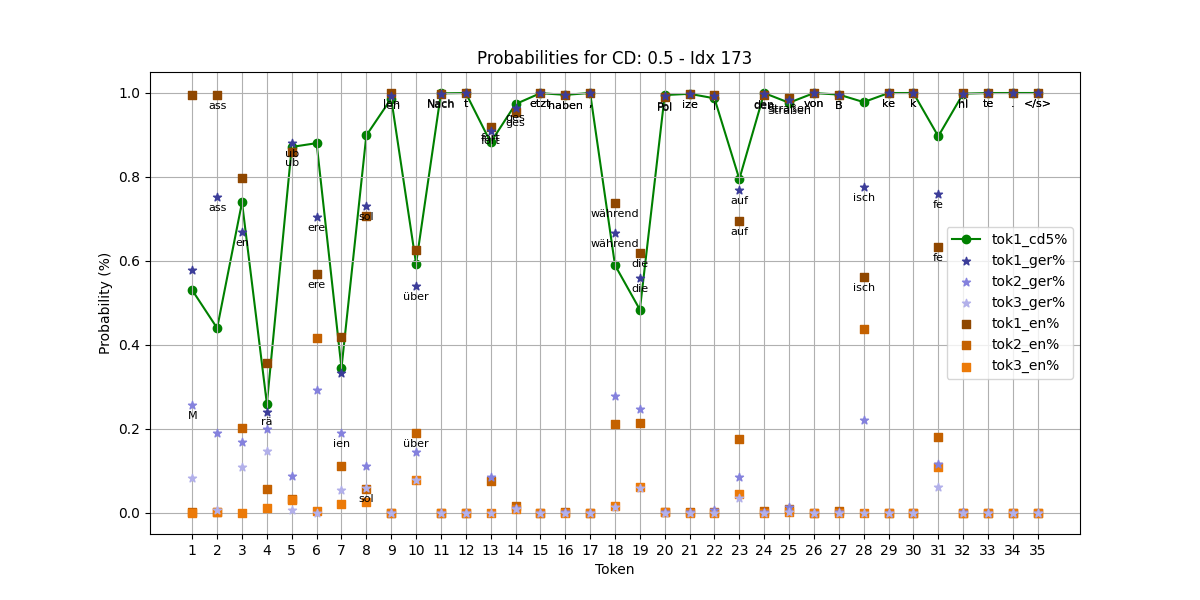 Probabilities for CD: 0.5 - Idx 173
Probability (%)
1.0
0.8
0.6
0.4
0.2
0.0
M
ass
ass
en
rä
ub
ub
ere
ere
ien
so
sol
len
über
über
Nach
t
fert
ges
ges
etzt
haben
,
während
während
die
die
Pol
ize
i
auf
auf
den
Straßen
von
B
isch
isch
ke
k
fe
fe
hl
te
.
</s>
tok1_cd5%
tok1_ger%
tok2_ger%
tok3_ger%
tok1_en%
tok2_en%
tok3_en%
1 2 3 4 5 6 7 8 9 10 11 12 13 14 15 16 17 18 19 20 21 22 23 24 25 26 27 28 29 30 31 32 33 34 35
Token